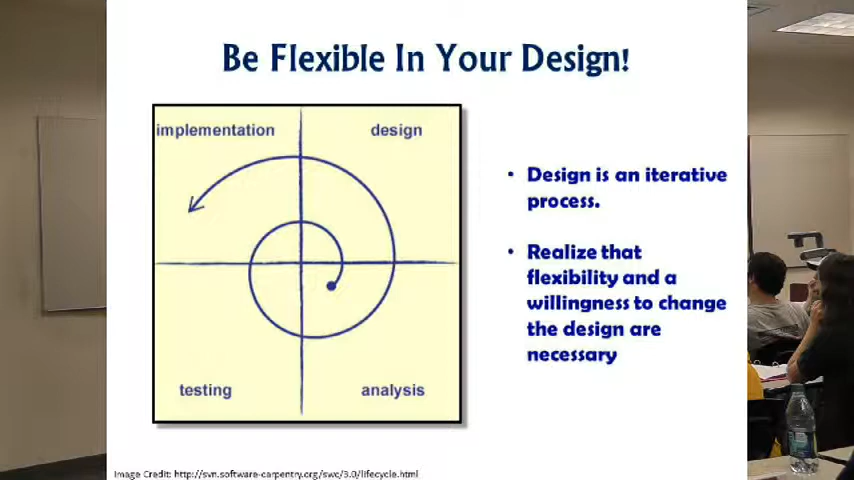 Be Flexible In Your Design!
implementation
design
• Design is an iterative
process.
• Realize that
flexibility and a
willingness to change
the design are
necessary
testing
analysis
Image Credit: http://svn.software-carpentry.org/swc/3.0/lifecycle.html